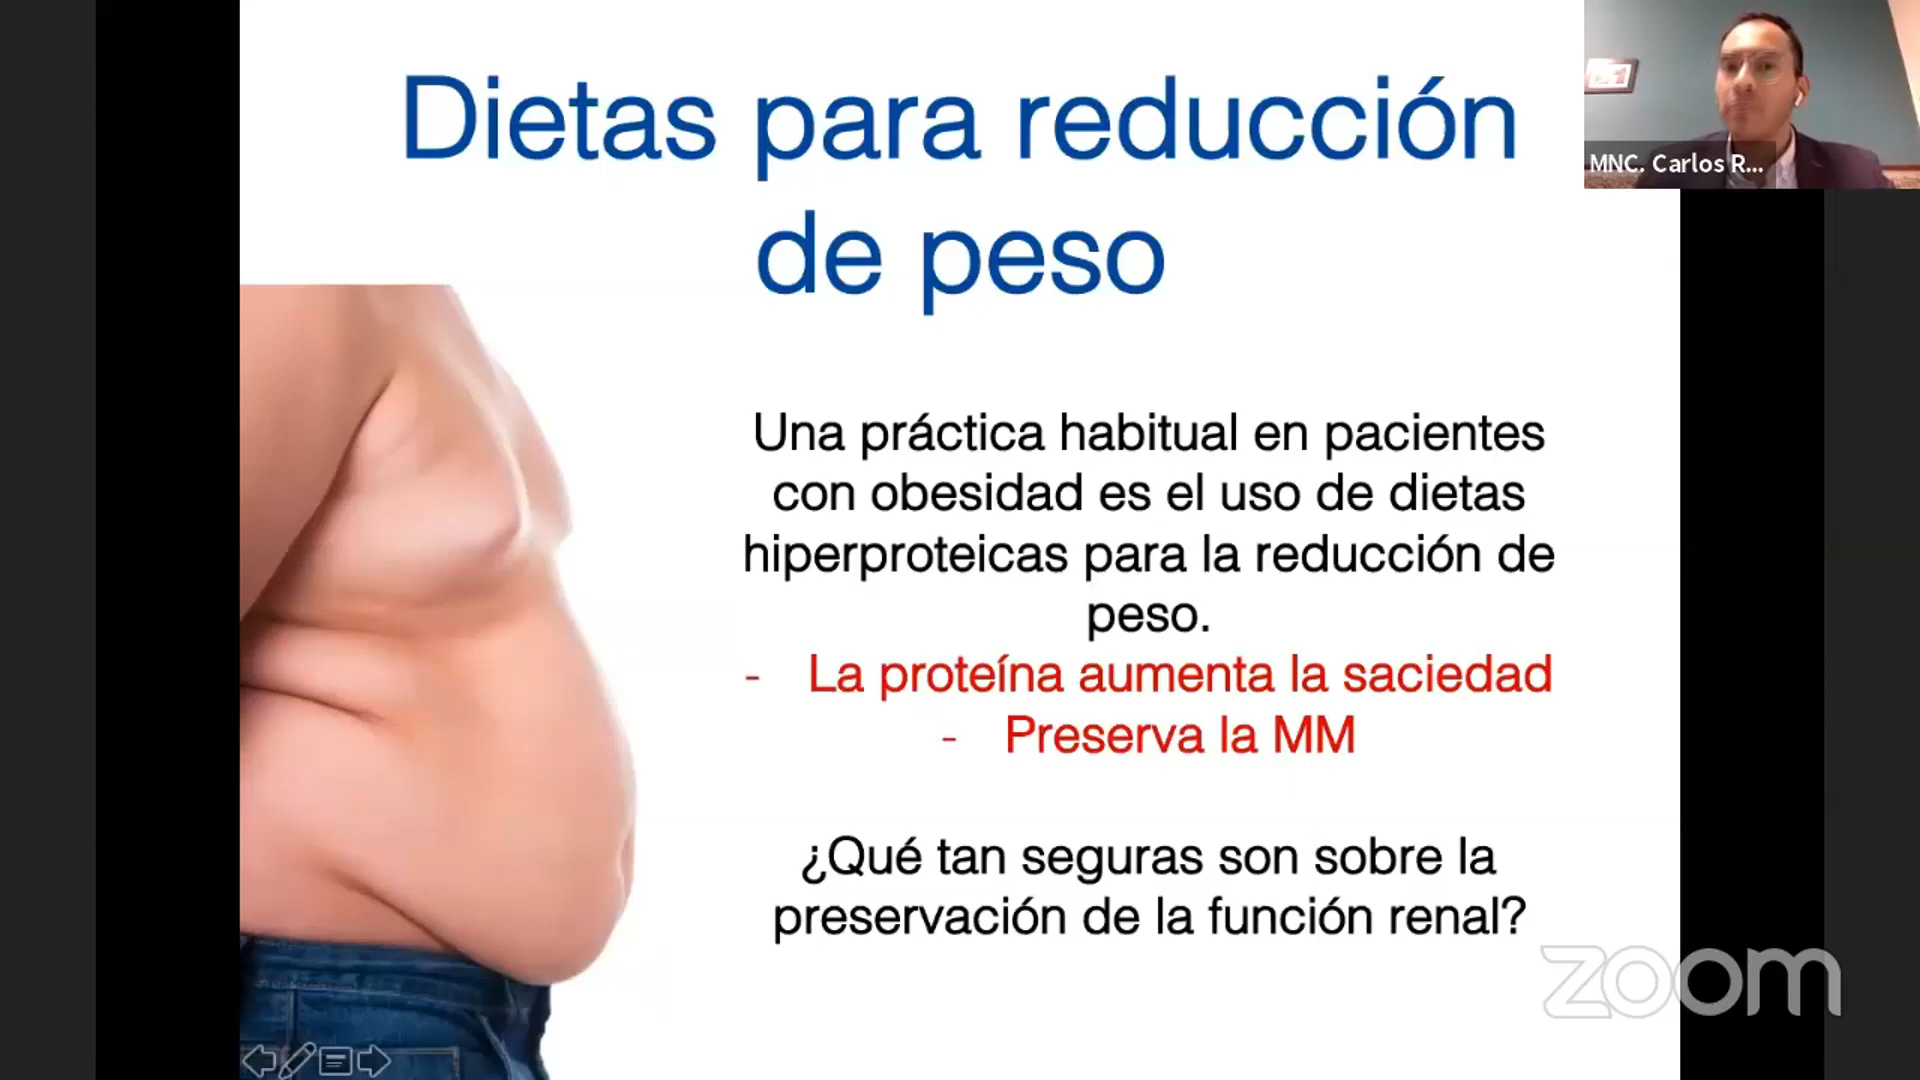 Dietas para reducción
de peso
MNC. Carlos R...
Una práctica habitual en pacientes
con obesidad es el uso de dietas
hiperproteicas para la reducción de
peso.
- La proteína aumenta la saciedad
- Preserva la MM
¿Qué tan seguras son sobre la
preservación de la función renal?
zoom